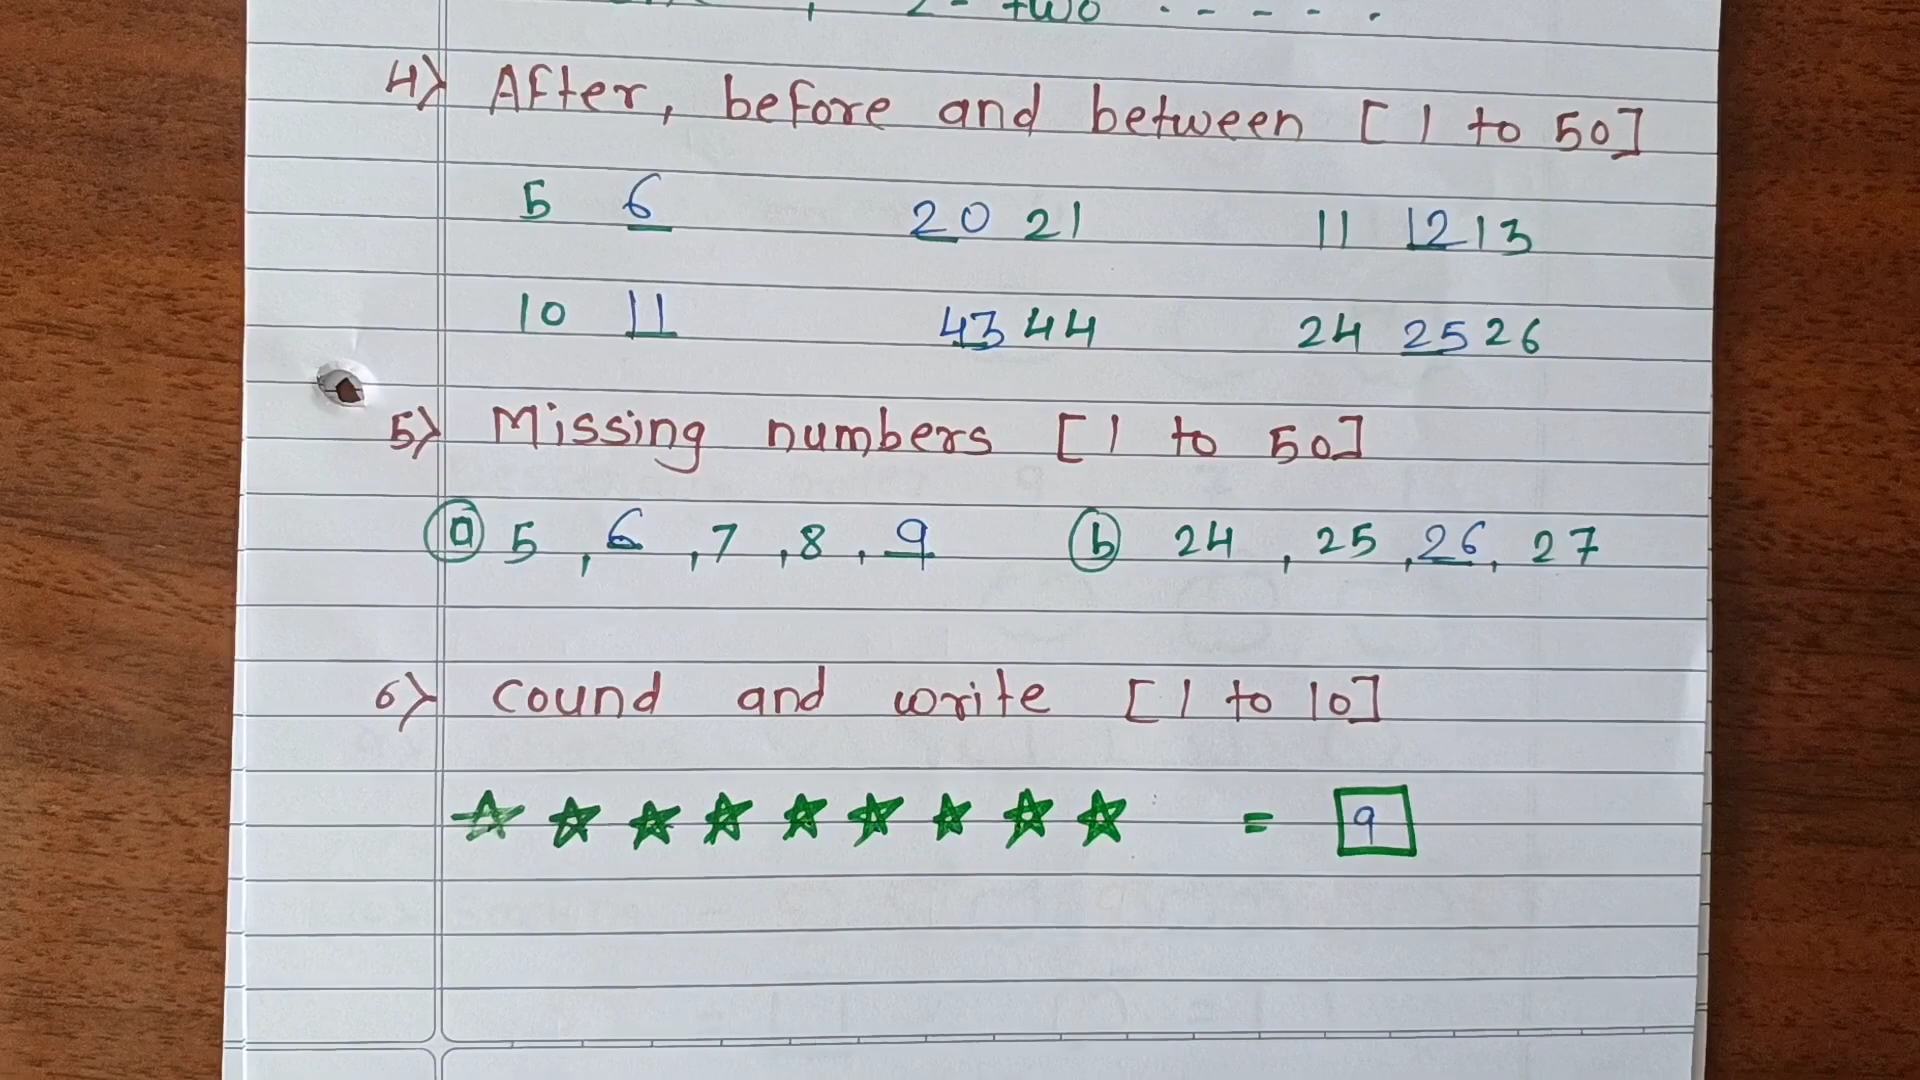 two . - - - - .
4) After, before and between [1 to 50]
5 6 20 21 11 12 13
10 11 43 44 24 25 26
5) Missing numbers [1 to 50]
a 5, 6, 7, 8, 9 b 24, 25, 26, 27
6) cound and write [1 to 10]
= 9